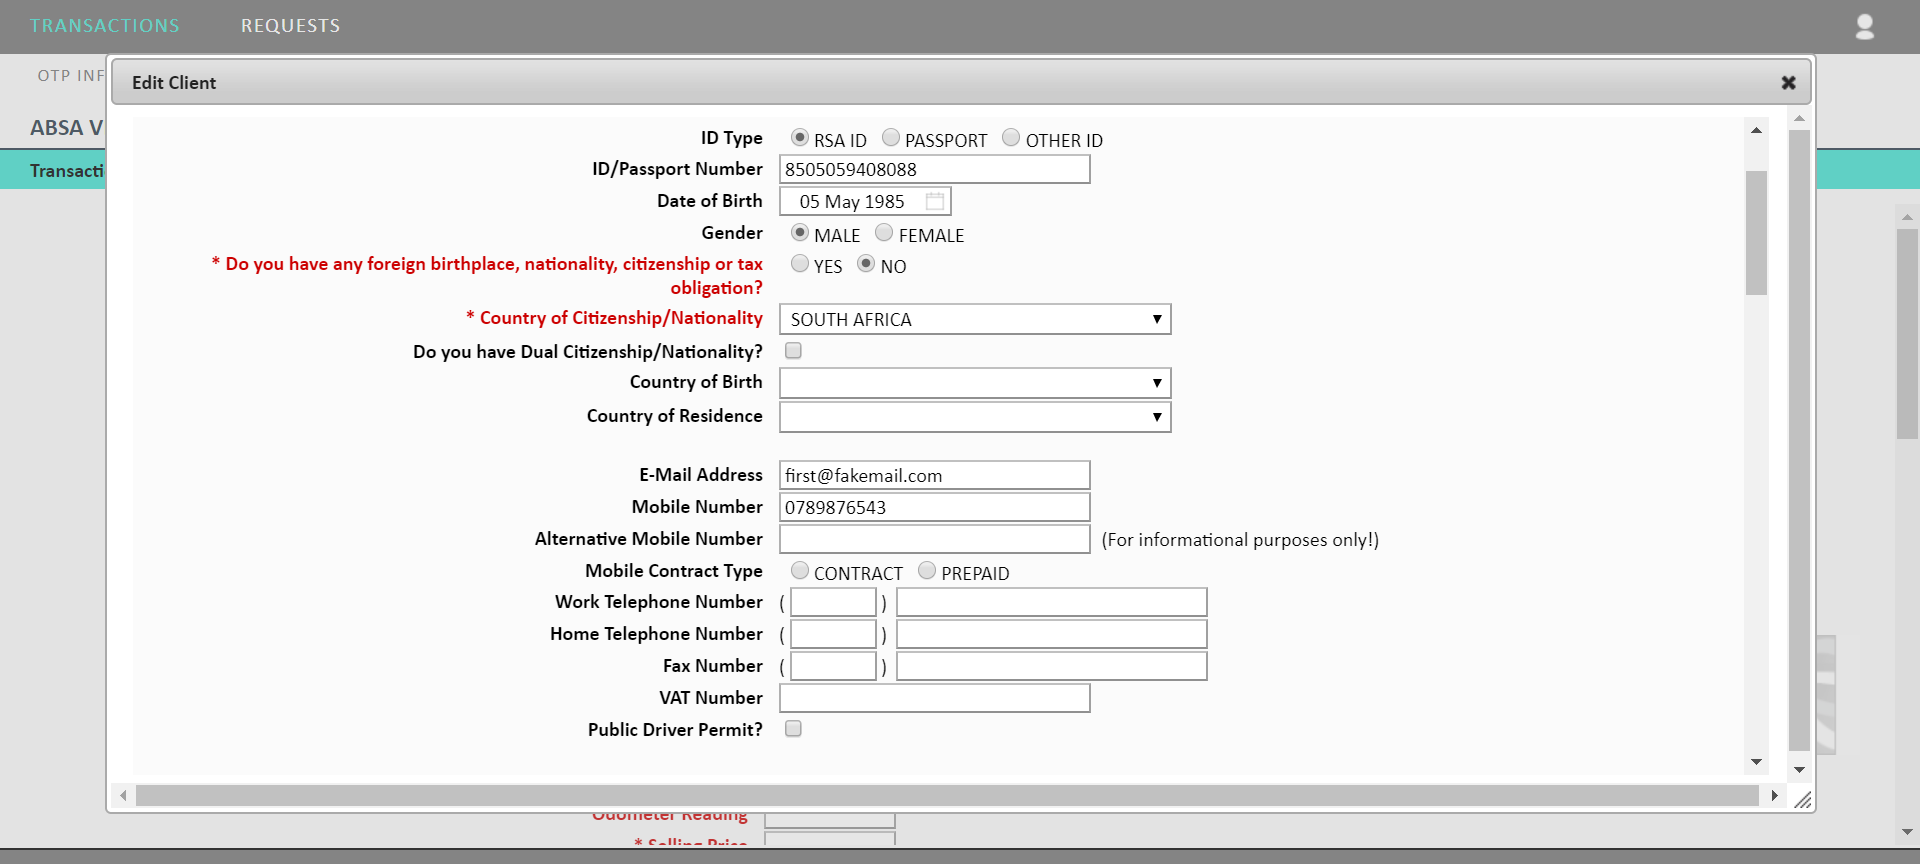 TRANSACTIONS REQUESTS
OTP INF
Edit Client
ABSA V
Transacti
ID Type RSA ID PASSPORT OTHER ID
ID/Passport Number 8505059408088
Date of Birth 05 May 1985
Gender MALE FEMALE
* Do you have any foreign birthplace, nationality, citizenship or tax YES NO
obligation?
* Country of Citizenship/Nationality SOUTH AFRICA
Do you have Dual Citizenship/Nationality?
Country of Birth
Country of Residence
E-Mail Address first@fakemail.com
Mobile Number 0789876543
Alternative Mobile Number (For informational purposes only!)
Mobile Contract Type CONTRACT PREPAID
Work Telephone Number ( )
Home Telephone Number ( )
Fax Number ( )
VAT Number
Public Driver Permit?
Odometer Reading
* Selling Price